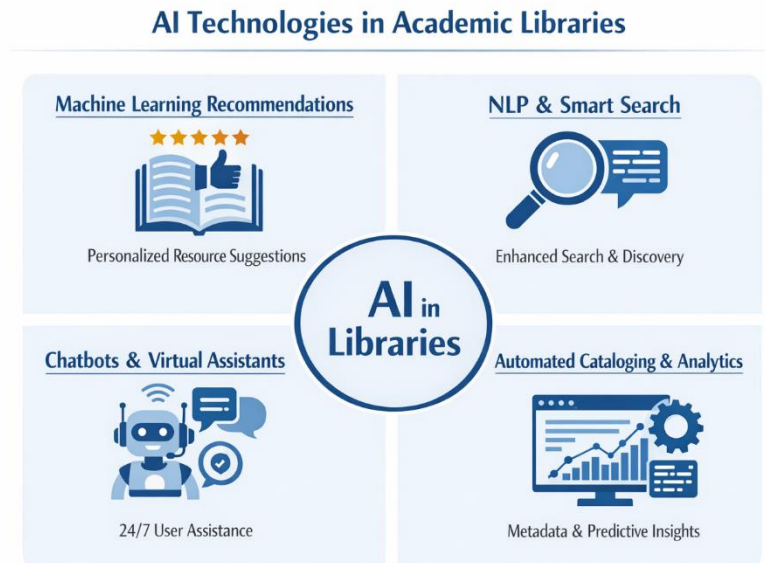 AI Technologies in Academic Libraries
Machine Learning Recommendations
Personalized Resource Suggestions
NLP & Smart Search
Enhanced Search & Discovery
AI in
Libraries
Chatbots & Virtual Assistants
24/7 User Assistance
Automated Cataloging & Analytics
Metadata & Predictive Insights